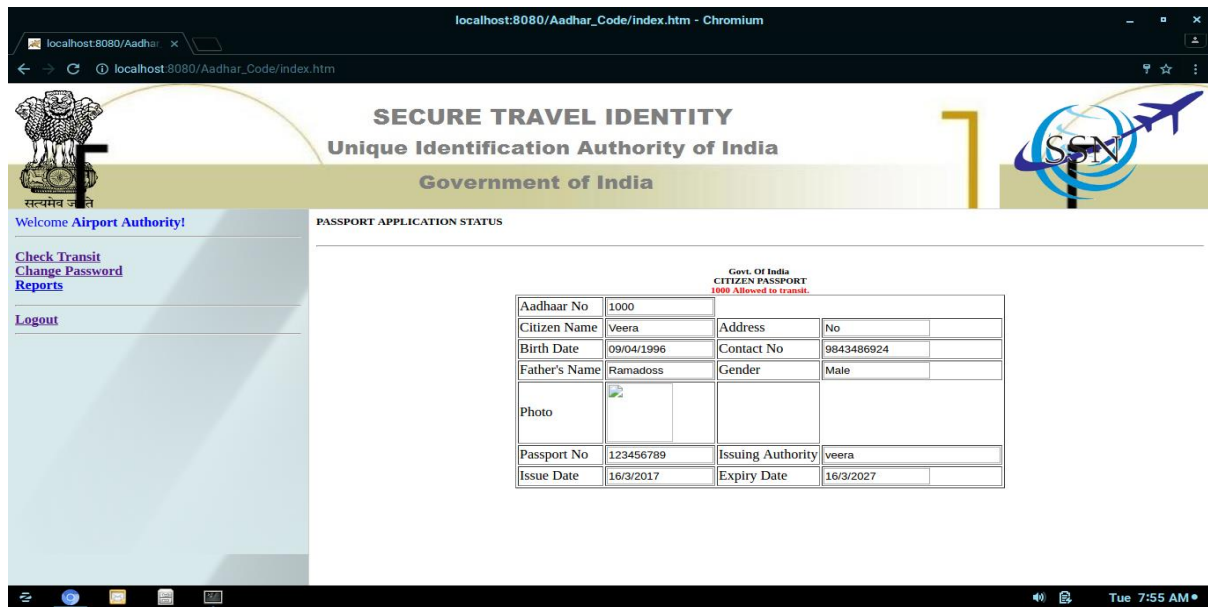 localhost:8080/Aadhar_Code/index.htm - Chromium
localhost:8080/Aadhar
localhost:8080/Aadhar_Code/index.htm
SECURE TRAVEL IDENTITY
Unique Identification Authority of India
Government of India
SSN
सत्यमेव
Welcome Airport Authority!
Check Transit
Change Password
Reports
Logout
PASSPORT APPLICATION STATUS
Govt. Of India
CITIZEN PASSPORT
1000 Allowed to transit.
Aadhaar No 1000
Citizen Name Veera Address No
Birth Date 09/04/1996 Contact No 9843486924
Father's Name Ramadoss Gender Male
Photo
Passport No 123456789 Issuing Authority veera
Issue Date 16/3/2017 Expiry Date 16/3/2027
Tue 7:55 AM